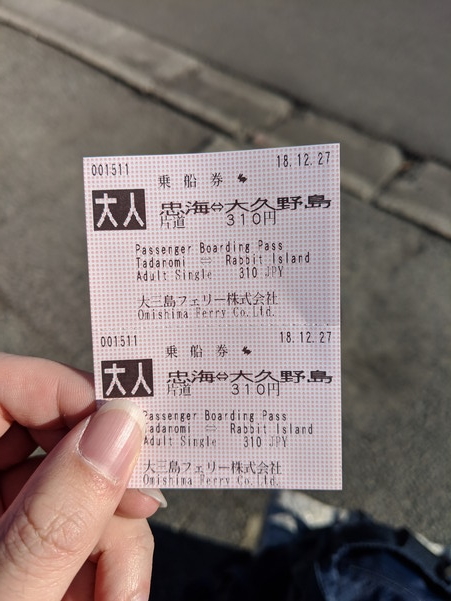 001511 18.12.27
乗船券
大人 忠海⇔大久野島
片道 310円
Passenger Boarding Pass
Tadanomi ⇔ Rabbit Island
Adult Single 310 JPY
大三島フェリー株式会社
Omishima Ferry Co.Ltd.
001511 18.12.27
乗船券
大人 忠海⇔大久野島
片道 310円
Passenger Boarding Pass
Tadanomi ⇔ Rabbit Island
Adult Single 310 JPY
大三島フェリー株式会社
Omishima Ferry Co.Ltd.